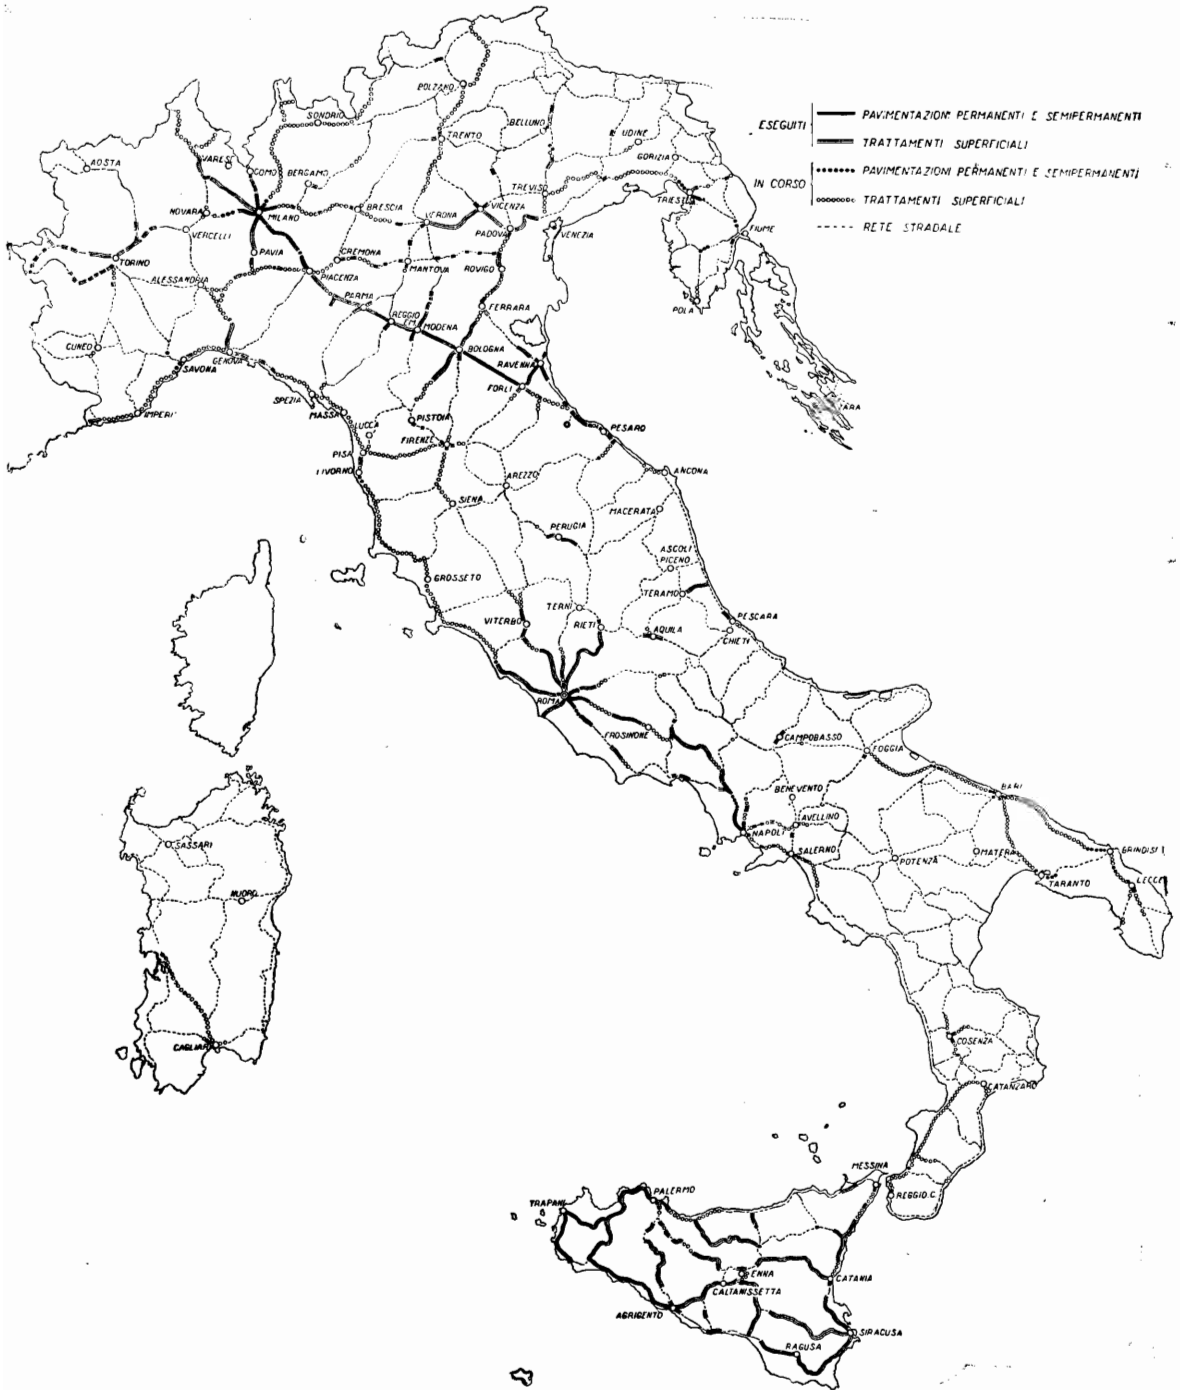 ESEGUITI
PAVIMENTAZIONI PERMANENTI E SEMIPERMANENTI
TRATTAMENTI SUPERFICIALI
IN CORSO
PAVIMENTAZIONI PERMANENTI E SEMIPERMANENTI
TRATTAMENTI SUPERFICIALI
RETE STRADALE
BOLZANO
SONDRIO
TRENTO
BELLUNO
UDINE
GORIZIA
AOSTA
VARESE
COMO
BERGAMO
TREVISO
TRIESTE
NOVARA
MILANO
BRESCIA
VERONA
VICENZA
PADOVA
VENEZIA
FIUME
VERCELLI
TORINO
PAVIA
CREMONA
MANTOVA
ROVIGO
ALESSANDRIA
PIACENZA
PARMA
REGGIO
EM.
MODENA
FERRARA
POLA
CUNEO
SAVONA
GENOVA
BOLOGNA
RAVENNA
FORLI
IMPERI
SPEZIA
MASSA
LUCCA
PISTOIA
FIRENZE
PESARO
ZARA
PISA
LIVORNO
AREZZO
ANCONA
SIENA
MACERATA
PERUGIA
ASCOLI
PICENO
GROSSETO
TERAMO
TERNI
VITERBO
RIETI
AQUILA
PESCARA
CHIETI
ROMA
FROSINONE
CAMPOBASSO
FOGGIA
BENEVENTO
BARI
NAPOLI
AVELLINO
SALERNO
POTENZA
MATERA
GRINDISI
TARANTO
LECCE
SASSARI
NUORO
CAGLIARI
COSENZA
CATANZARO
MESSINA
REGGIO C.
TRAPANI
PALERMO
ENNA
CATANIA
CALTANISSETTA
AGRIGENTO
SIRACUSA
RAGUSA